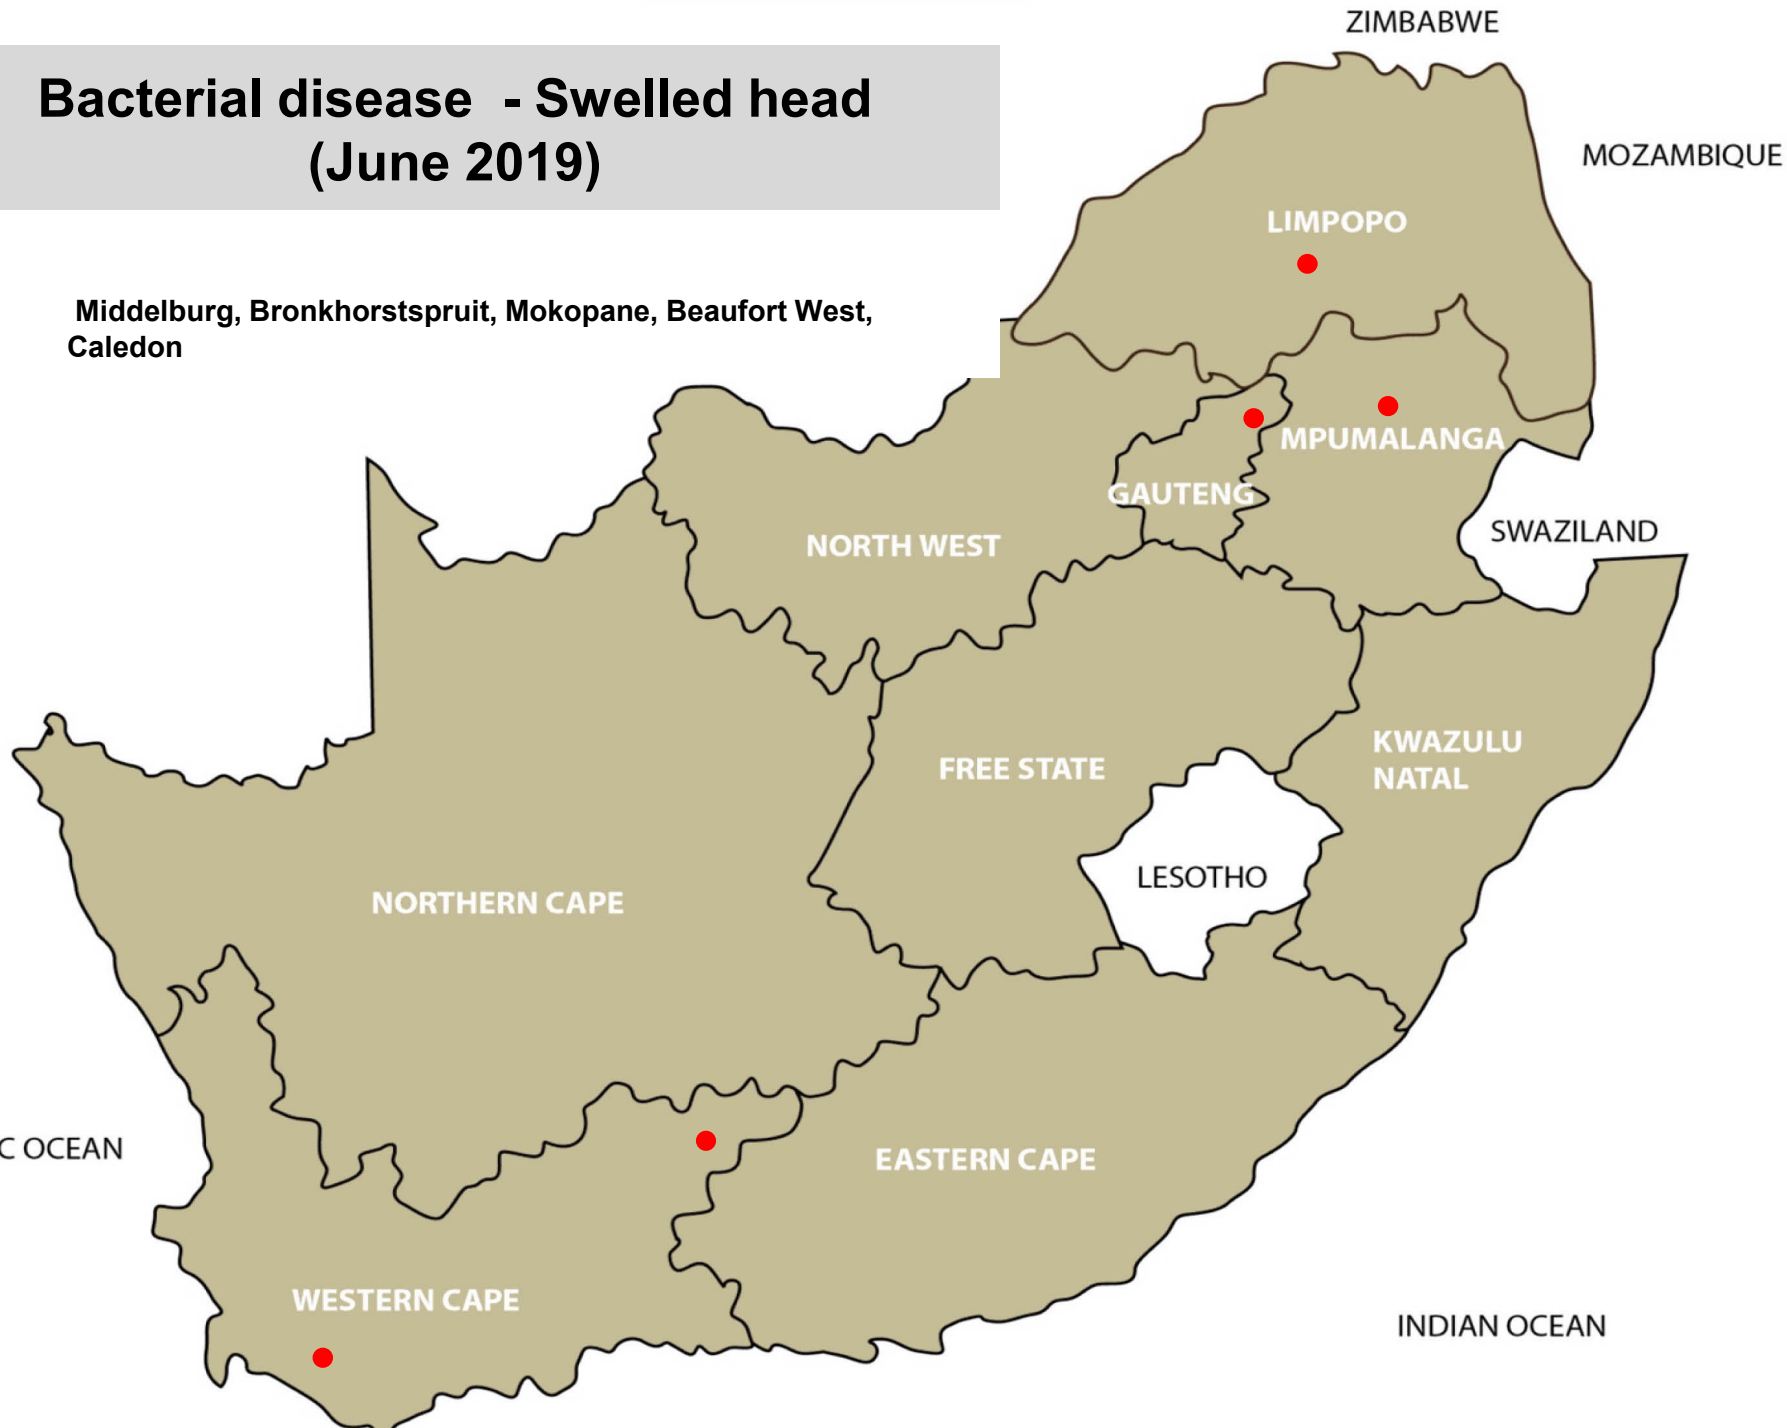 ZIMBABWE
Bacterial disease - Swelled head
(June 2019)
MOZAMBIQUE
LIMPOPO
Middelburg, Bronkhorstspruit, Mokopane, Beaufort West,
Caledon
MPUMALANGA
GAUTENG
SWAZILAND
NORTH WEST
KWAZULU
NATAL
FREE STATE
LESOTHO
NORTHERN CAPE
C OCEAN
EASTERN CAPE
WESTERN CAPE
INDIAN OCEAN